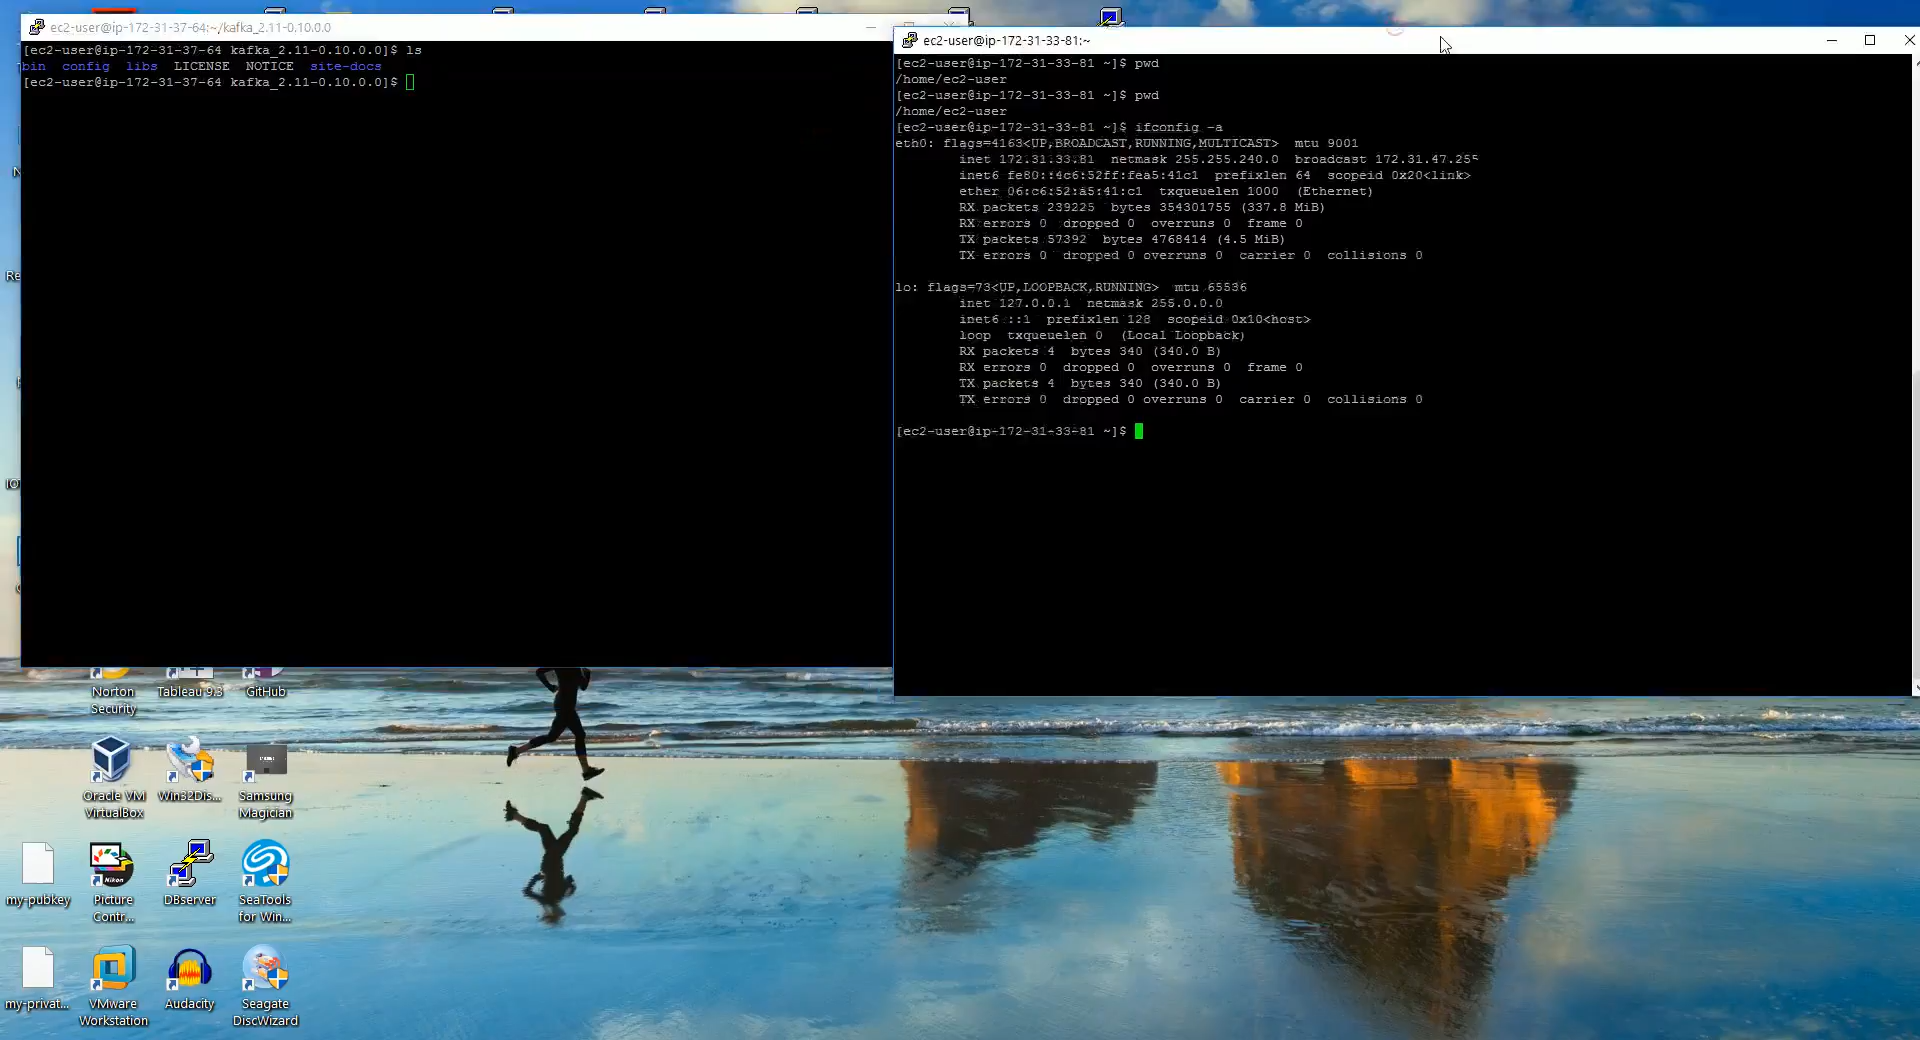 ec2-user@ip-172-31-37-64:~/kafka_2.11-0.10.0.0
[ec2-user@ip-172-31-37-64 kafka_2.11-0.10.0.0]$ ls
bin config libs LICENSE NOTICE site-docs
[ec2-user@ip-172-31-37-64 kafka_2.11-0.10.0.0]$
ec2-user@ip-172-31-33-81:~
[ec2-user@ip-172-31-33-81 ~]$ pwd
/home/ec2-user
[ec2-user@ip-172-31-33-81 ~]$ pwd
/home/ec2-user
[ec2-user@ip-172-31-33-81 ~]$ ifconfig -a
eth0: flags=4163<UP,BROADCAST,RUNNING,MULTICAST> mtu 9001
inet 172.31.33.81 netmask 255.255.240.0 broadcast 172.31.47.255
inet6 fe80::4c6:52ff:fea5:41c1 prefixlen 64 scopeid 0x20<link>
ether 06:c6:52:a5:41:c1 txqueuelen 1000 (Ethernet)
RX packets 239225 bytes 354301755 (337.8 MiB)
RX errors 0 dropped 0 overruns 0 frame 0
TX packets 57392 bytes 4768414 (4.5 MiB)
TX errors 0 dropped 0 overruns 0 carrier 0 collisions 0
lo: flags=73<UP,LOOPBACK,RUNNING> mtu 65536
inet 127.0.0.1 netmask 255.0.0.0
inet6 ::1 prefixlen 128 scopeid 0x10<host>
loop txqueuelen 0 (Local Loopback)
RX packets 4 bytes 340 (340.0 B)
RX errors 0 dropped 0 overruns 0 frame 0
TX packets 4 bytes 340 (340.0 B)
TX errors 0 dropped 0 overruns 0 carrier 0 collisions 0
[ec2-user@ip-172-31-33-81 ~]$
Norton
Security
Tableau 9.3
GitHub
Oracle VM
VirtualBox
Win32Dis...
Samsung
Magician
my-pubkey
Nikon
Picture
Contr...
DBserver
SeaTools
for Win...
my-privat...
VMware
Workstation
Audacity
Seagate
DiscWizard